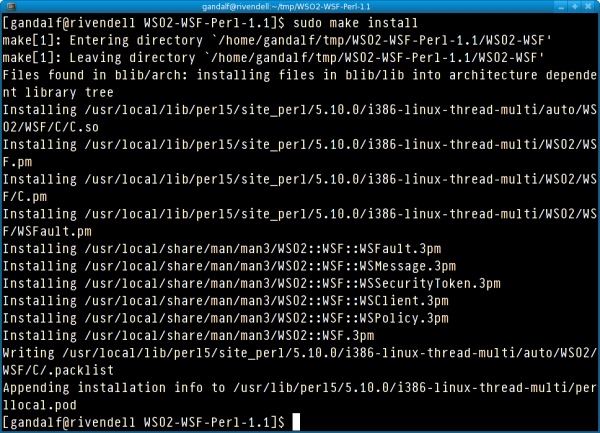 gandalf@rivendell:~/tmp/WSO2-WSF-Perl-1.1
[gandalf@rivendell WSO2-WSF-Perl-1.1]$ sudo make install
make[1]: Entering directory `/home/gandalf/tmp/WSO2-WSF-Perl-1.1/WSO2-WSF'
make[1]: Leaving directory `/home/gandalf/tmp/WSO2-WSF-Perl-1.1/WSO2-WSF'
Files found in blib/arch: installing files in blib/lib into architecture depende
nt library tree
Installing /usr/local/lib/perl5/site_perl/5.10.0/i386-linux-thread-multi/auto/WS
O2/WSF/C/C.so
Installing /usr/local/lib/perl5/site_perl/5.10.0/i386-linux-thread-multi/WSO2/WS
F.pm
Installing /usr/local/lib/perl5/site_perl/5.10.0/i386-linux-thread-multi/WSO2/WS
F/C.pm
Installing /usr/local/lib/perl5/site_perl/5.10.0/i386-linux-thread-multi/WSO2/WS
F/WSFault.pm
Installing /usr/local/share/man/man3/WSO2::WSF::WSFault.3pm
Installing /usr/local/share/man/man3/WSO2::WSF::WSMessage.3pm
Installing /usr/local/share/man/man3/WSO2::WSF::WSSecurityToken.3pm
Installing /usr/local/share/man/man3/WSO2::WSF::WSClient.3pm
Installing /usr/local/share/man/man3/WSO2::WSF::WSPolicy.3pm
Installing /usr/local/share/man/man3/WSO2::WSF.3pm
Writing /usr/local/lib/perl5/site_perl/5.10.0/i386-linux-thread-multi/auto/WSO2/
WSF/C/.packlist
Appending installation info to /usr/lib/perl5/5.10.0/i386-linux-thread-multi/per
llocal.pod
[gandalf@rivendell WSO2-WSF-Perl-1.1]$